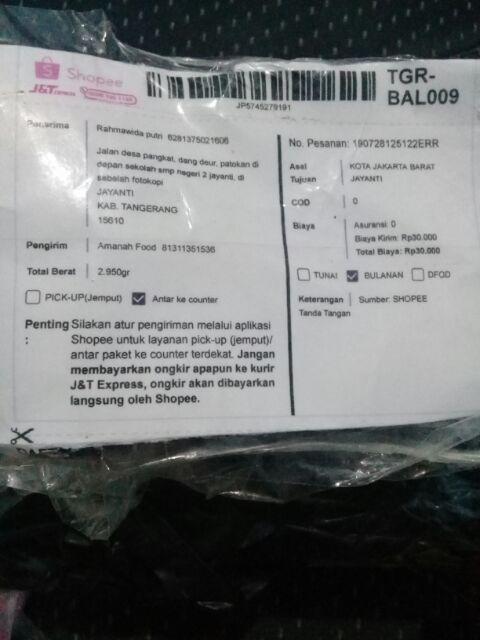 Shopee
J&T EXPRESS
TGR-
BAL009
JP5745279191
Penerima
Rahmawida putri 6281375021606
Jalan desa pangkat, dang deur, patokan di
depan sekolah smp negeri 2 jayanti, di
sebelah fotokopi
JAYANTI
KAB. TANGERANG
15610
Pengirim Amanah Food 81311351536
Total Berat 2.950gr
PICK-UP(Jemput) Antar ke counter
Penting : Silakan atur pengiriman melalui aplikasi
Shopee untuk layanan pick-up (jemput)/
antar paket ke counter terdekat. Jangan
membayarkan ongkir apapun ke kurir
J&T Express, ongkir akan dibayarkan
langsung oleh Shopee.
No. Pesanan: 190728125122ERR
Asal KOTA JAKARTA BARAT
Tujuan JAYANTI
COD 0
Biaya Asuransi: 0
Biaya Kirim: Rp30.000
Total Biaya: Rp30.000
TUNAI BULANAN DFOD
Keterangan Sumber: SHOPEE
Tanda Tangan